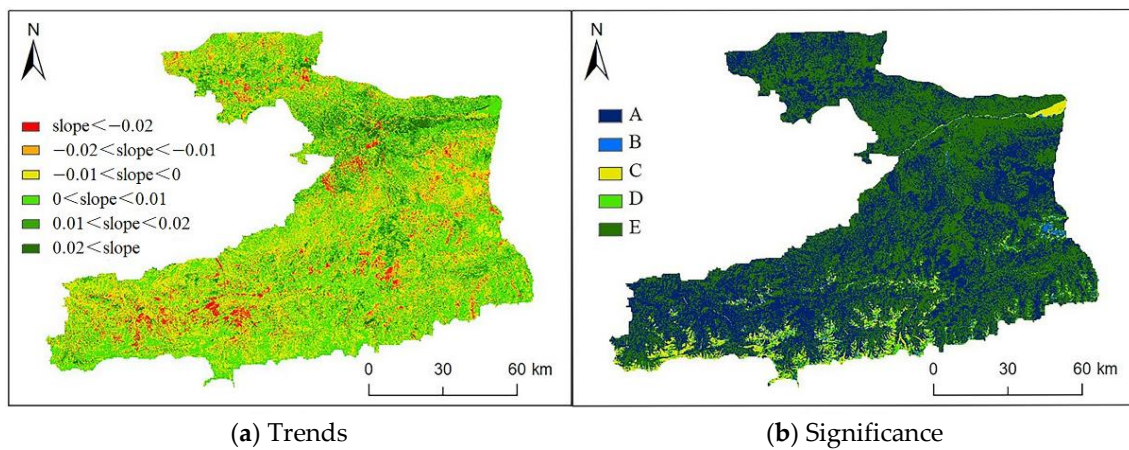 N
slope＜−0.02
−0.02＜slope＜−0.01
−0.01＜slope＜0
0＜slope＜0.01
0.01＜slope＜0.02
0.02＜slope
0 30 60 km
(a) Trends
N
A
B
C
D
E
0 30 60 km
(b) Significance